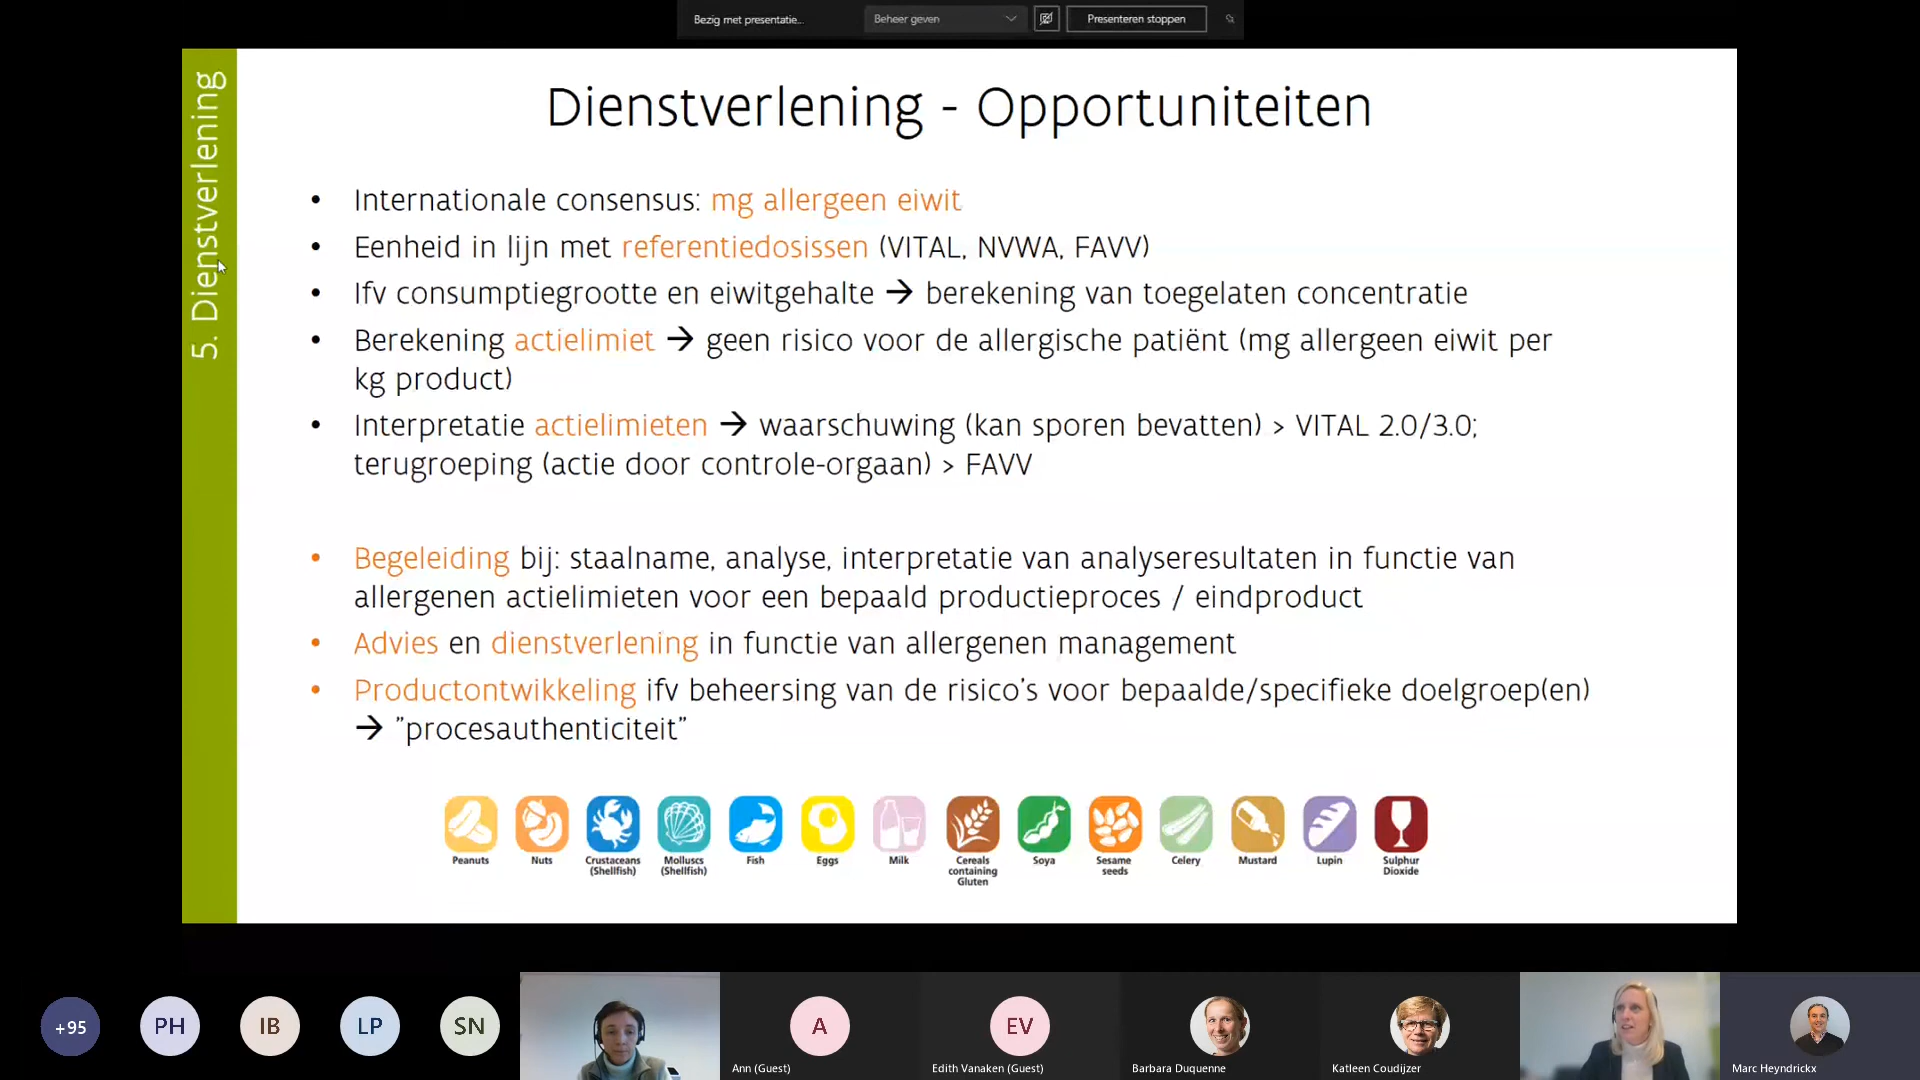 Bezig met presentatie...
Beheer geven
Presenteren stoppen
5. Dienstverlening
Dienstverlening - Opportuniteiten
• Internationale consensus: mg allergeen eiwit
• Eenheid in lijn met referentiedosissen (VITAL, NVWA, FAVV)
• Ifv consumptiegrootte en eiwitgehalte → berekening van toegelaten concentratie
• Berekening actielimiet → geen risico voor de allergische patiënt (mg allergeen eiwit per
kg product)
• Interpretatie actielimieten → waarschuwing (kan sporen bevatten) > VITAL 2.0/3.0;
terugroeping (actie door controle-orgaan) > FAVV
• Begeleiding bij: staalname, analyse, interpretatie van analyseresultaten in functie van
allergenen actielimieten voor een bepaald productieproces / eindproduct
• Advies en dienstverlening in functie van allergenen management
• Productontwikkeling ifv beheersing van de risico's voor bepaalde/specifieke doelgroep(en)
→ ”procesauthenticiteit”
Peanuts
Nuts
Crustaceans
(Shellfish)
Molluscs
(Shellfish)
Fish
Eggs
Milk
Cereals
containing
Gluten
Soya
Sesame
seeds
Celery
Mustard
Lupin
Sulphur
Dioxide
+95
PH
IB
LP
SN
A
Ann (Guest)
EV
Edith Vanaken (Guest)
Barbara Duquenne
Katleen Coudijzer
Marc Heyndrickx